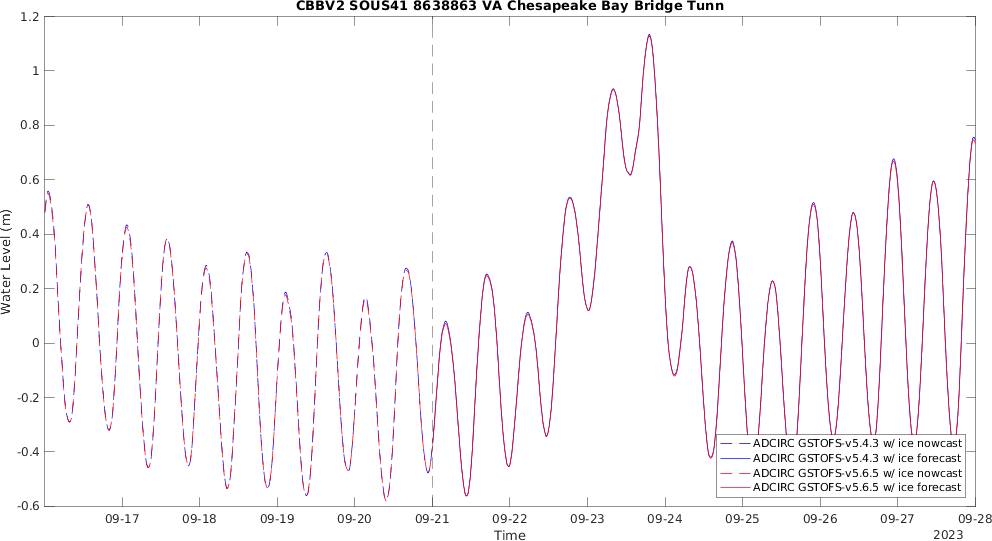 CBBV2 SOUS41 8638863 VA Chesapeake Bay Bridge Tunn
1.2
1
0.8
0.6
0.4
0.2
0
-0.2
-0.4
-0.6
Water Level (m)
ADCIRC GSTOFS-v5.4.3 w/ ice nowcast
ADCIRC GSTOFS-v5.4.3 w/ ice forecast
ADCIRC GSTOFS-v5.6.5 w/ ice nowcast
ADCIRC GSTOFS-v5.6.5 w/ ice forecast
09-17 09-18 09-19 09-20 09-21 09-22 09-23 09-24 09-25 09-26 09-27 09-28
Time
2023